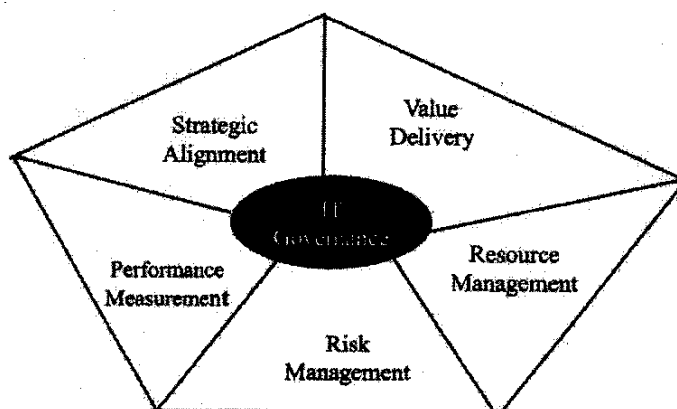 Value
Delivery
Strategic
Alignment
IT
Governance
Resource
Management
Performance
Measurement
Risk
Management